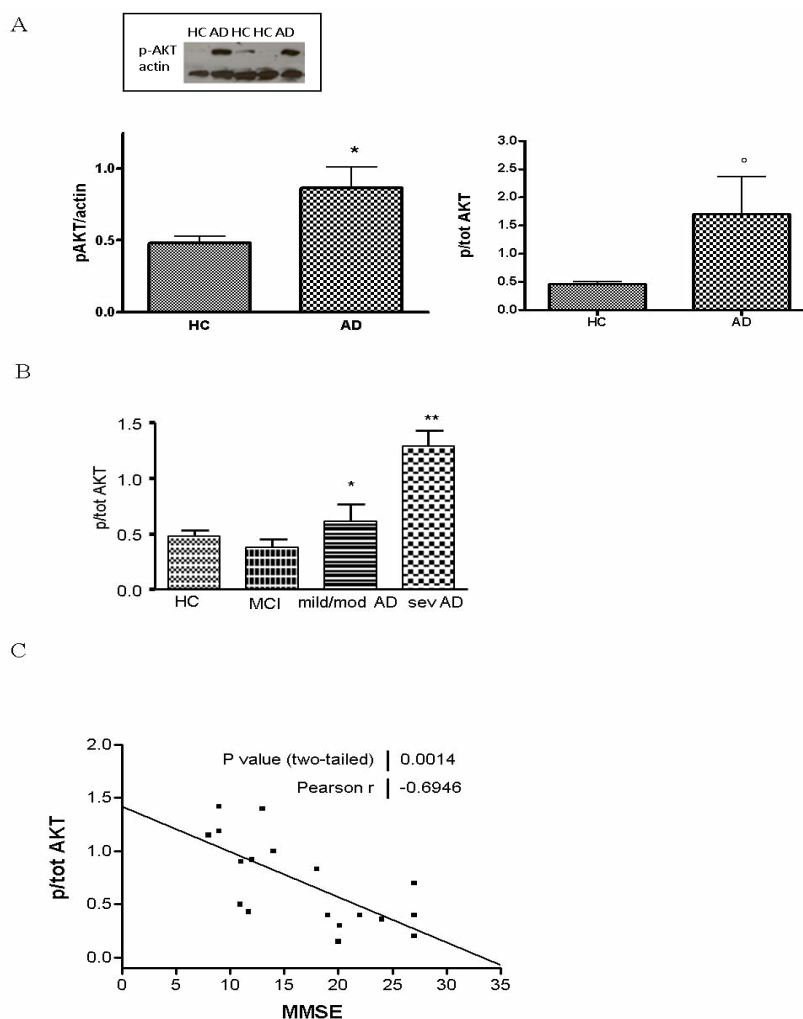 A
HC AD HC HC AD
p-AKT
actin
pAKT/actin
1.0
0.5
0.0
HC AD
*
p/tot AKT
3.0
2.5
2.0
1.5
1.0
0.5
0.0
HC AD
°
B
p/tot AKT
1.5
1.0
0.5
0.0
*
**
HC MCI mild/mod AD sev AD
C
P value (two-tailed) 0.0014
Pearson r -0.6946
p/tot AKT
2.0
1.5
1.0
0.5
0.0
0 5 10 15 20 25 30 35
MMSE